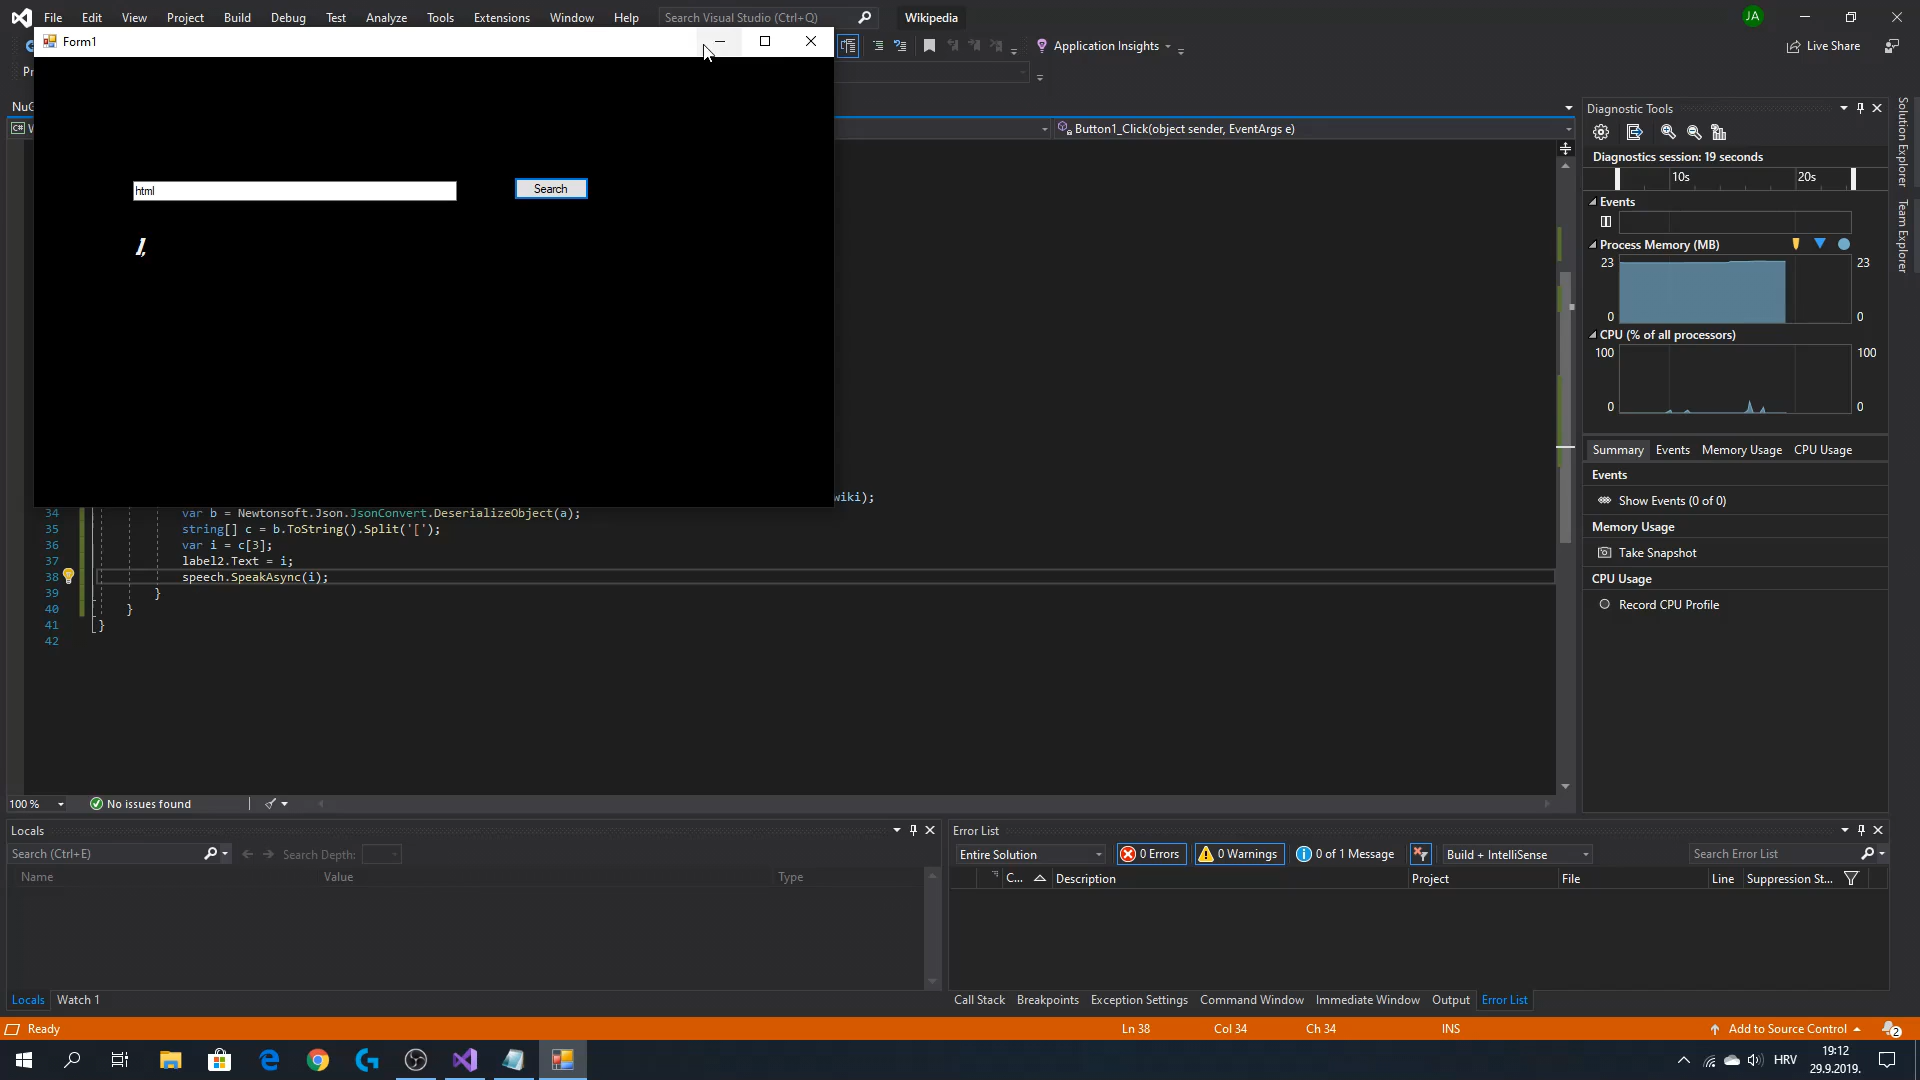 File Edit View Project Build Debug Test Analyze Tools Extensions Window Help Search Visual Studio (Ctrl+Q) Wikipedia JA
Form1
Application Insights Live Share
Pr
NuG
Diagnostic Tools
C# W
Button1_Click(object sender, EventArgs e)
Diagnostics session: 19 seconds
10s 20s
html Search
Events
Process Memory (MB)
],
23 23
0 0
CPU (% of all processors)
100 100
0 0
Summary Events Memory Usage CPU Usage
Events
Show Events (0 of 0)
Memory Usage
Take Snapshot
CPU Usage
Record CPU Profile
Solution Explorer
Team Explorer
wiki);
34 var b = Newtonsoft.Json.JsonConvert.DeserializeObject(a);
35 string[] c = b.ToString().Split('[');
36 var i = c[3];
37 label2.Text = i;
38 speech.SpeakAsync(i);
39 }
40 }
41 }
42
100 % No issues found
Locals
Search (Ctrl+E) Search Depth:
Name Value Type
Locals Watch 1
Error List
Entire Solution 0 Errors 0 Warnings 0 of 1 Message Build + IntelliSense Search Error List
C... Description Project File Line Suppression St...
Call Stack Breakpoints Exception Settings Command Window Immediate Window Output Error List
Ready Ln 38 Col 34 Ch 34 INS Add to Source Control 2
HRV 19:12
29.9.2019.